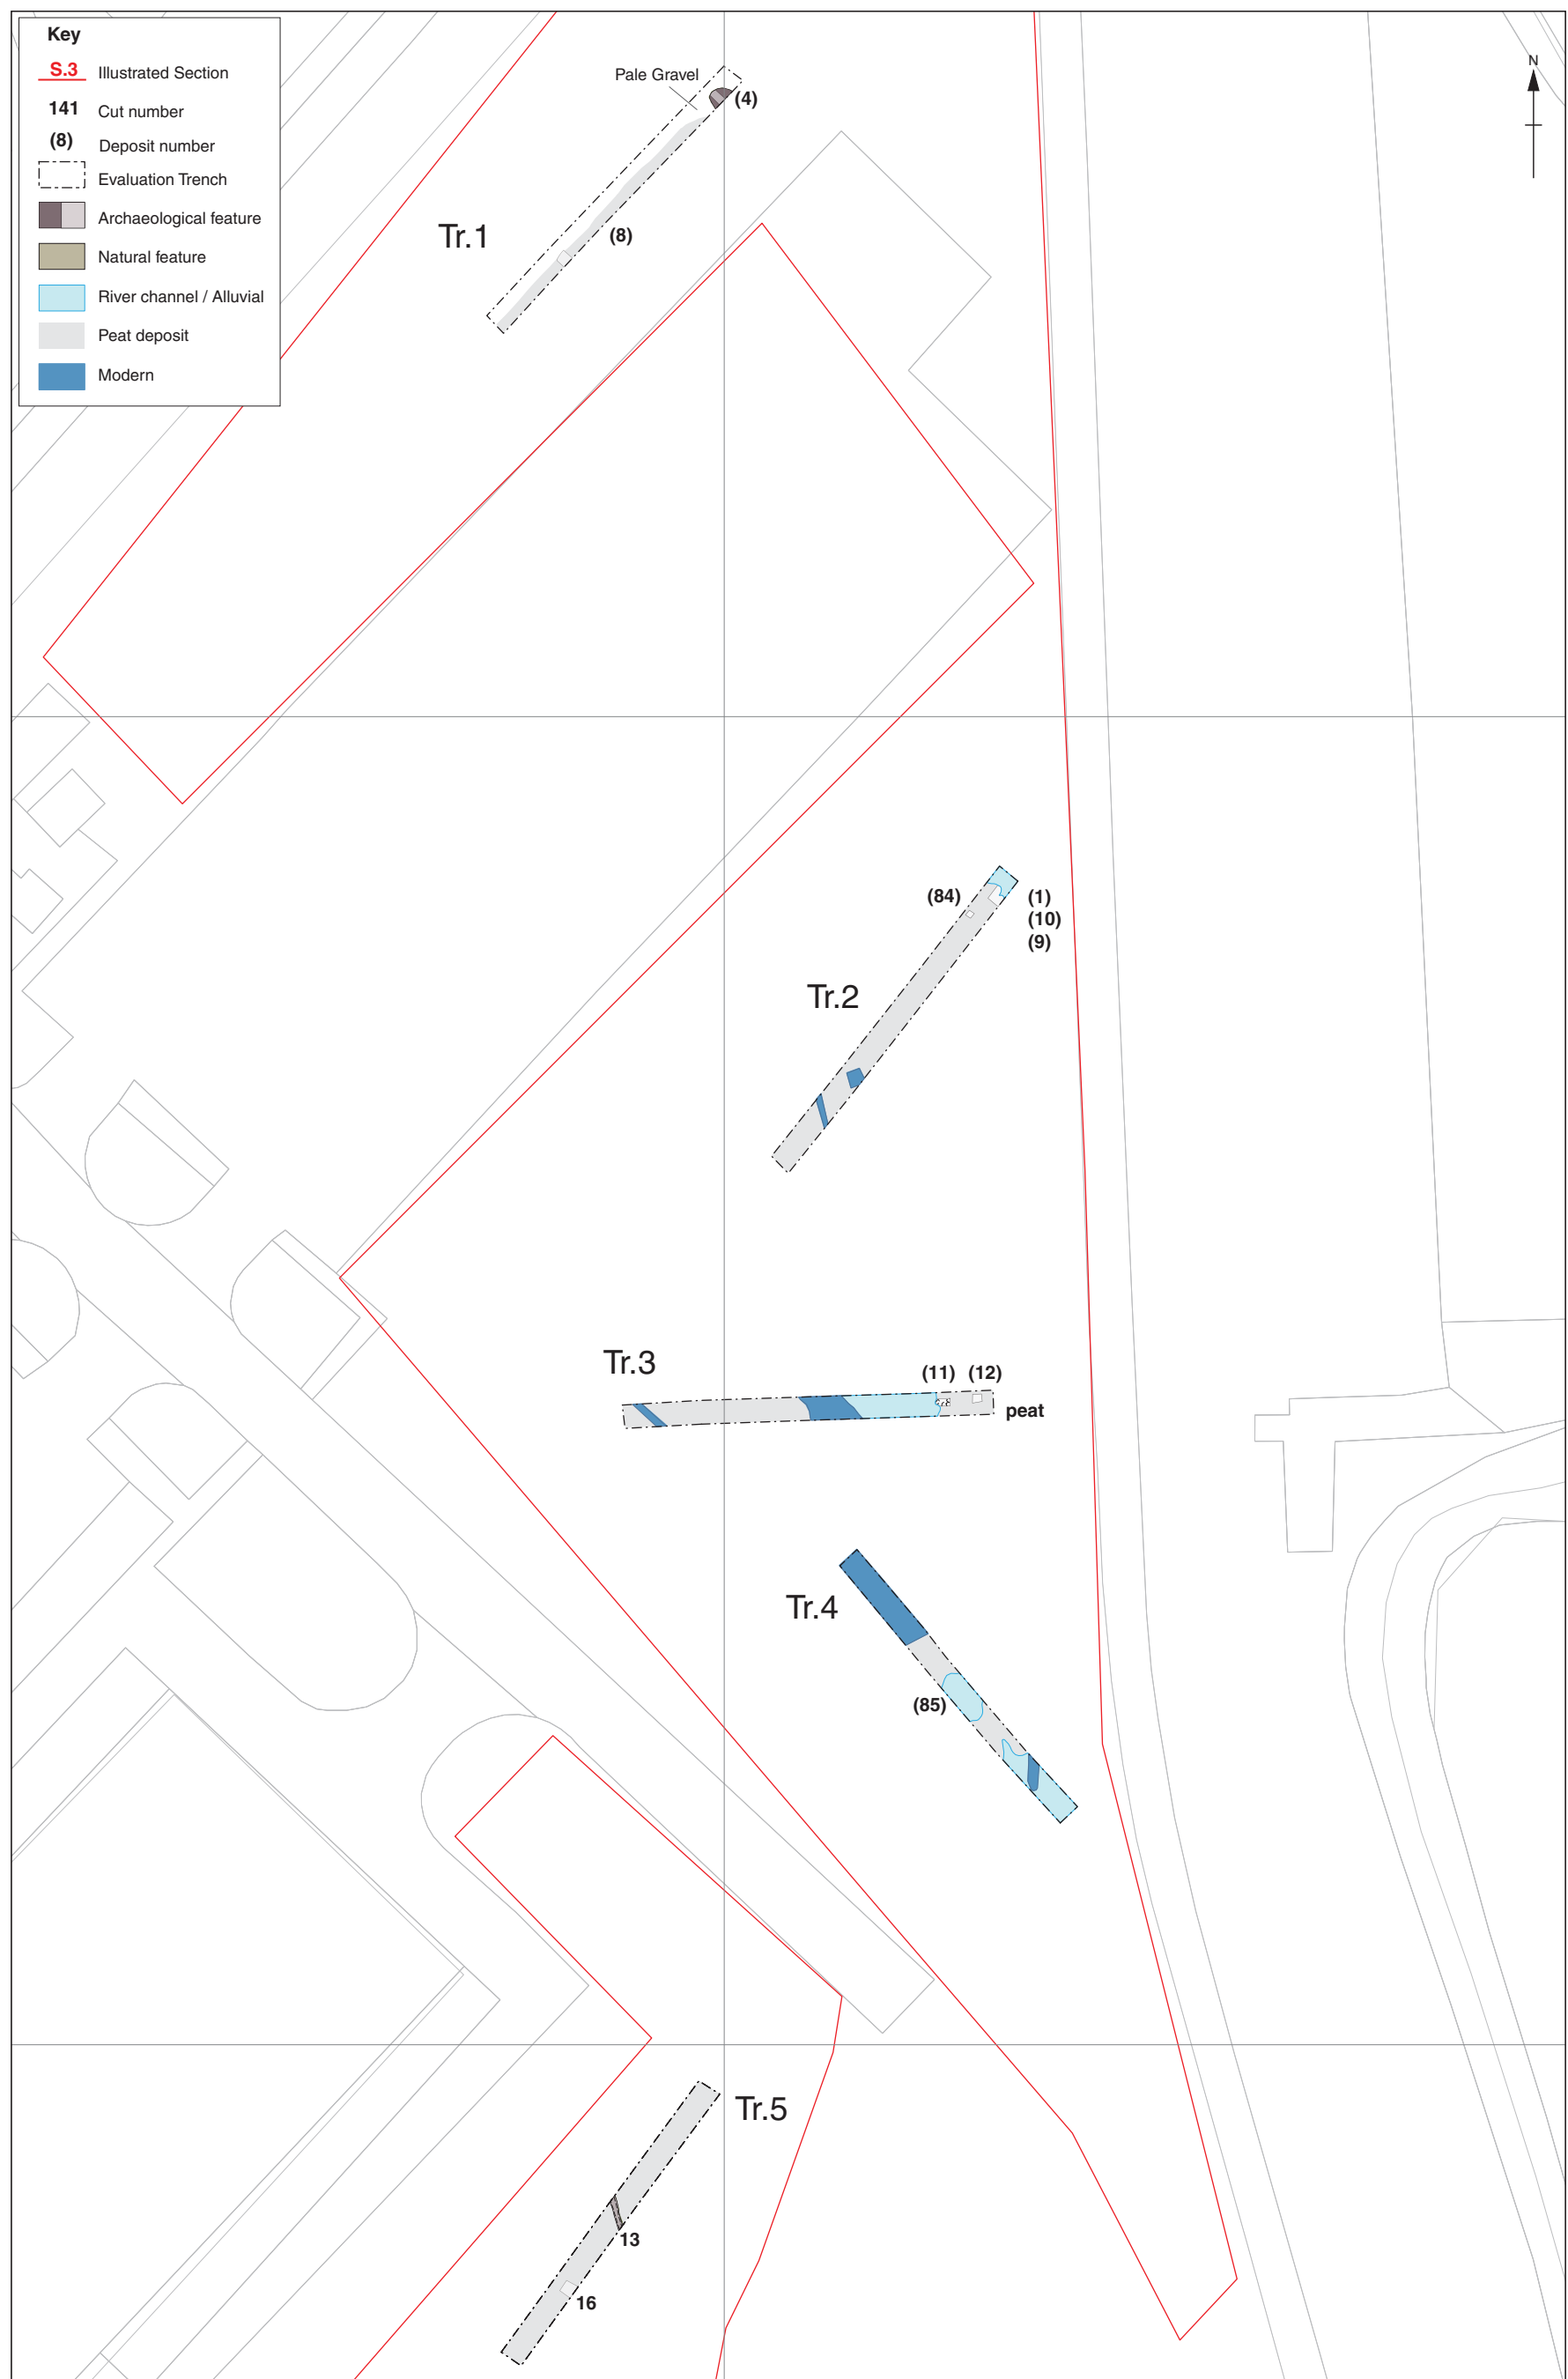 Key
S.3 Illustrated Section
141 Cut number
(8) Deposit number
Evaluation Trench
Archaeological feature
Natural feature
River channel / Alluvial
Peat deposit
Modern
N
Pale Gravel
(4)
Tr.1
(8)
(84)
(1)
(10)
(9)
Tr.2
Tr.3
(11) (12)
peat
Tr.4
(85)
Tr.5
13
16